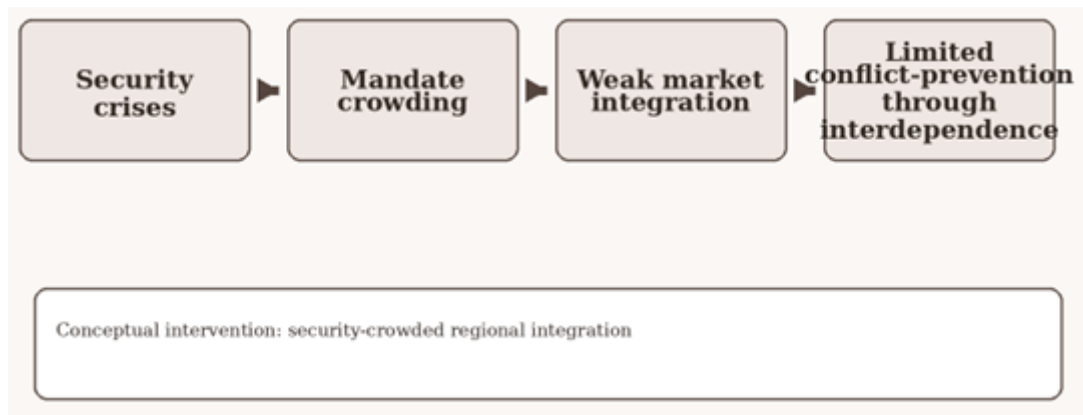 Security
crises
Mandate
crowding
Weak market
integration
Limited
conflict-prevention
through
interdependence
Conceptual intervention: security-crowded regional integration